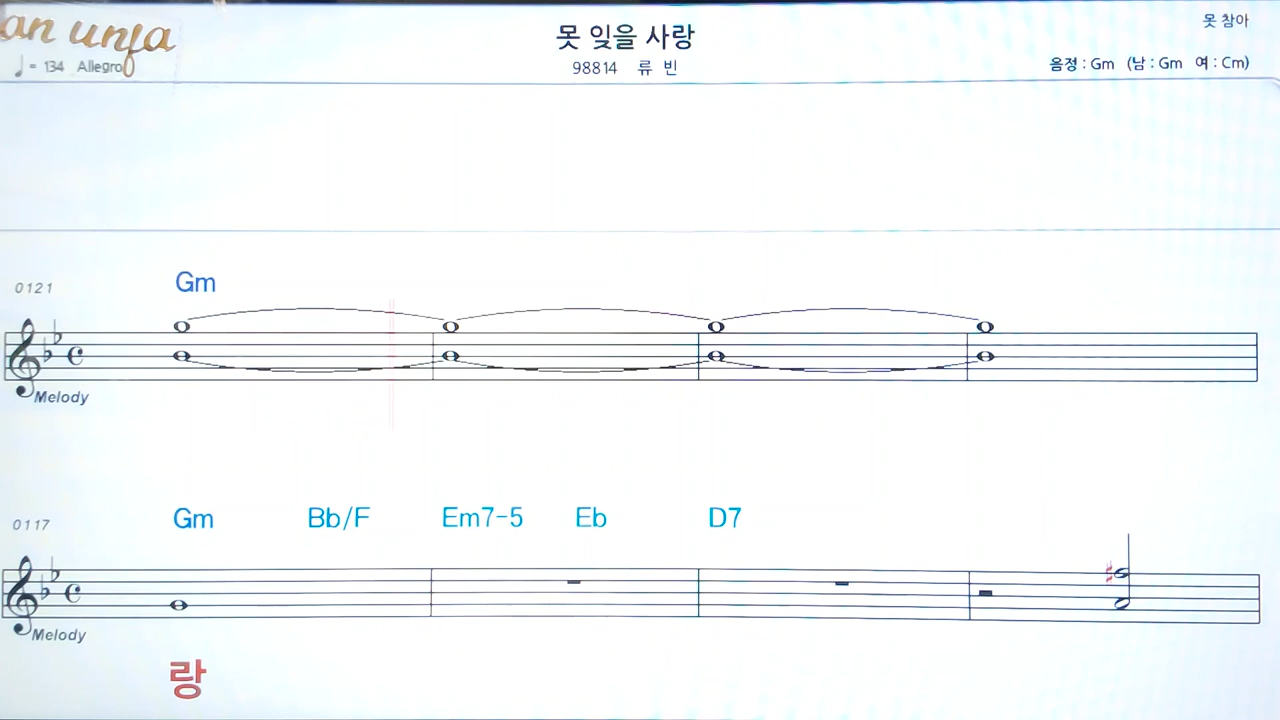 an unfa
♩= 134 Allegro
못 잊을 사랑
98814 류 빈
못 참아
음정 : Gm (남 : Gm 여 : Cm)
0121
Gm
Melody
0117
Gm Bb/F Em7-5 Eb D7
Melody
랑